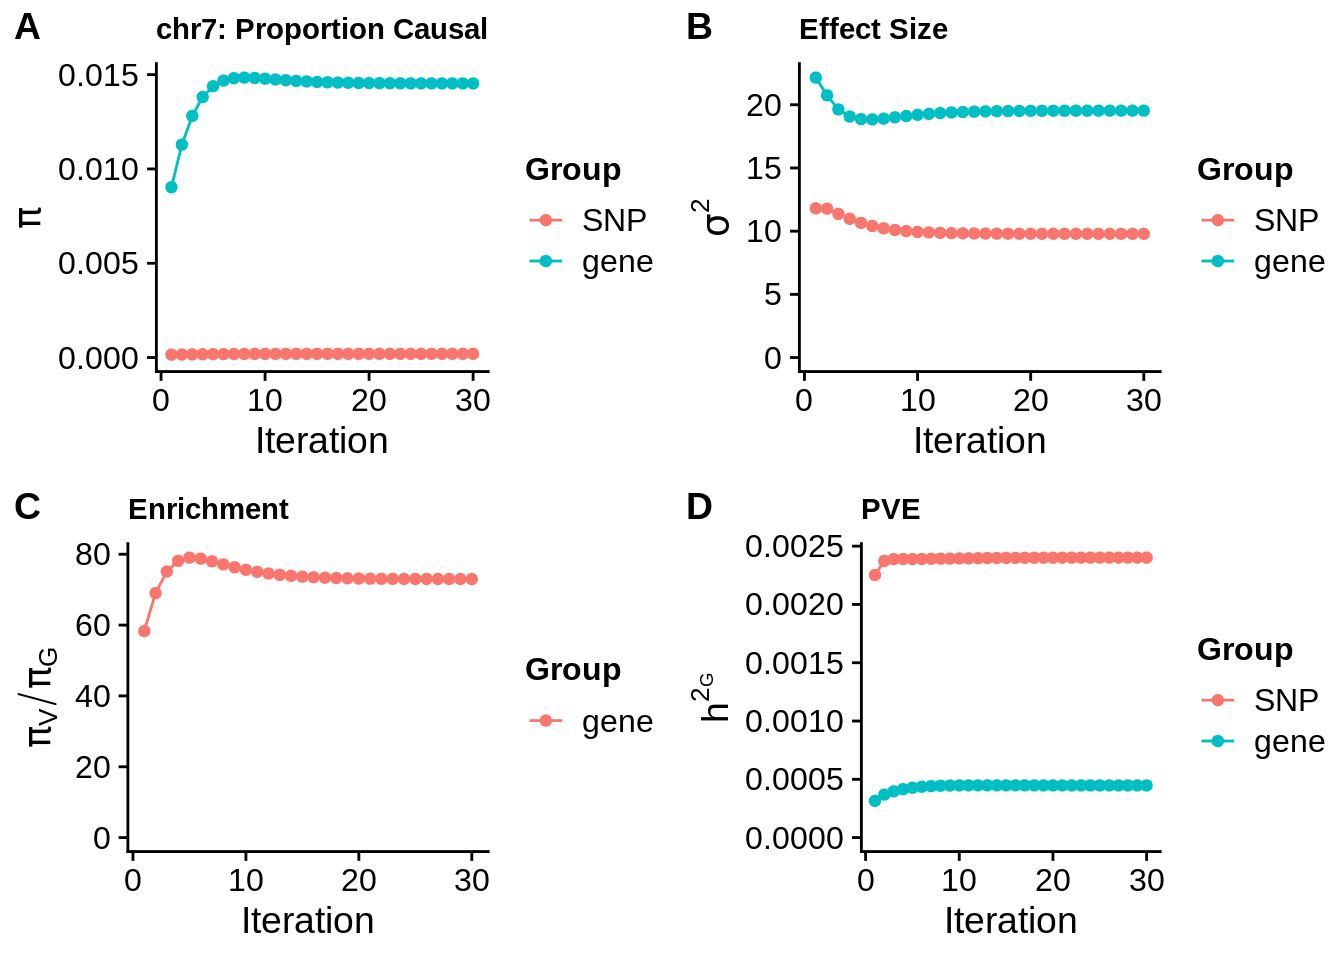 A
chr7: Proportion Causal
0.015
0.010
0.005
0.000
π
0
10
20
30
Iteration
Group
SNP
gene
B
Effect Size
20
15
10
5
0
σ²
0
10
20
30
Iteration
Group
SNP
gene
C
Enrichment
80
60
40
20
0
πV/πG
0
10
20
30
Iteration
Group
gene
D
PVE
0.0025
0.0020
0.0015
0.0010
0.0005
0.0000
h²G
0
10
20
30
Iteration
Group
SNP
gene